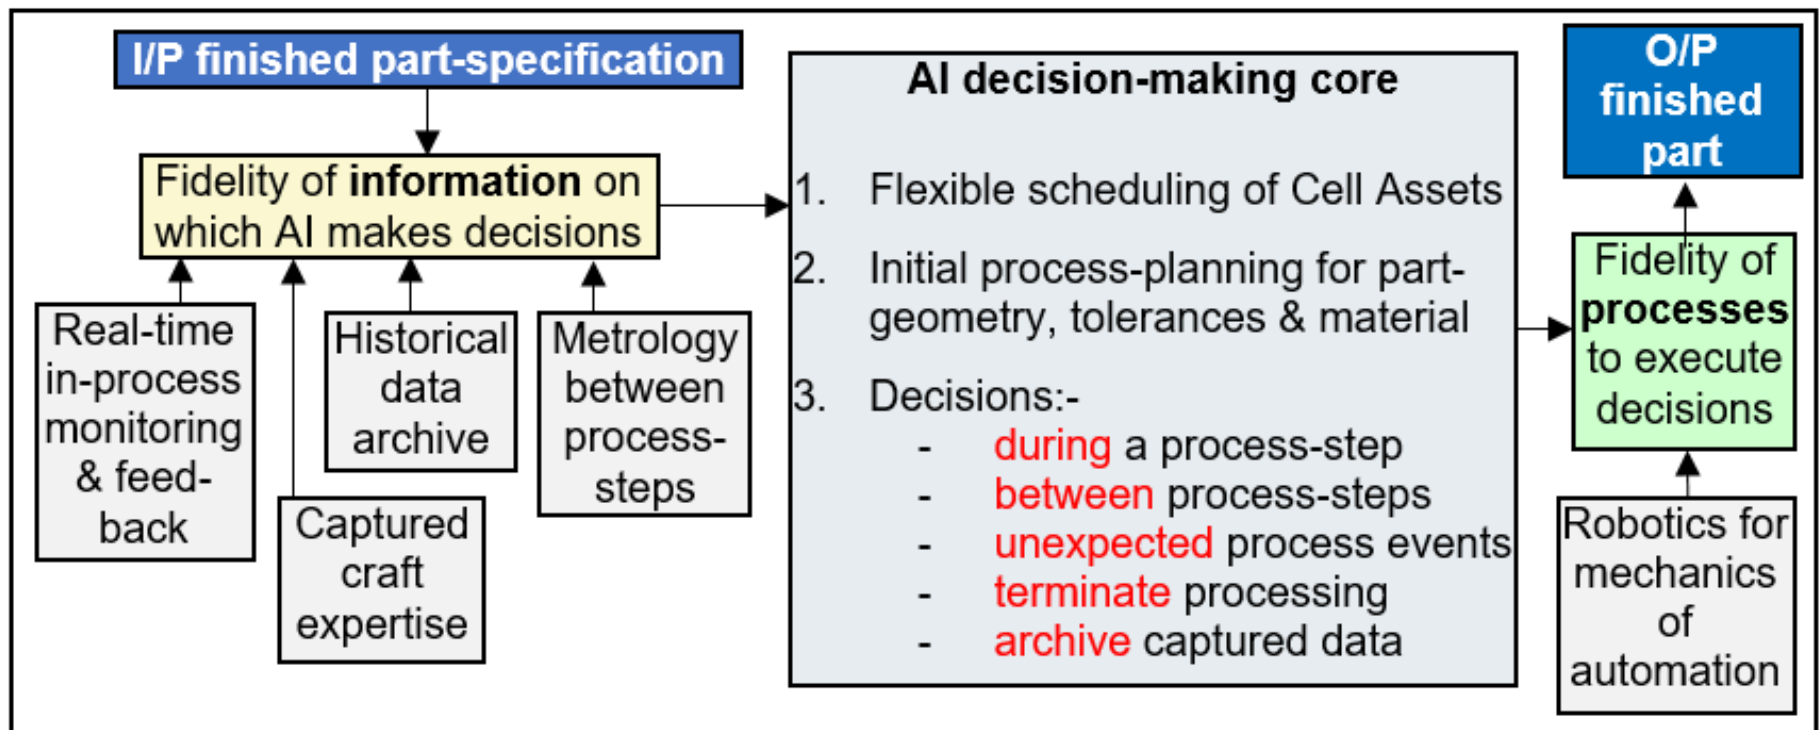 I/P finished part-specification
Fidelity of information on
which AI makes decisions
Real-time
in-process
monitoring
& feed-
back
Captured
craft
expertise
Historical
data
archive
Metrology
between
process-
steps
AI decision-making core
1. Flexible scheduling of Cell Assets
2. Initial process-planning for part-
geometry, tolerances & material
3. Decisions:-
- during a process-step
- between process-steps
- unexpected process events
- terminate processing
- archive captured data
O/P
finished
part
Fidelity of
processes
to execute
decisions
Robotics for
mechanics
of
automation